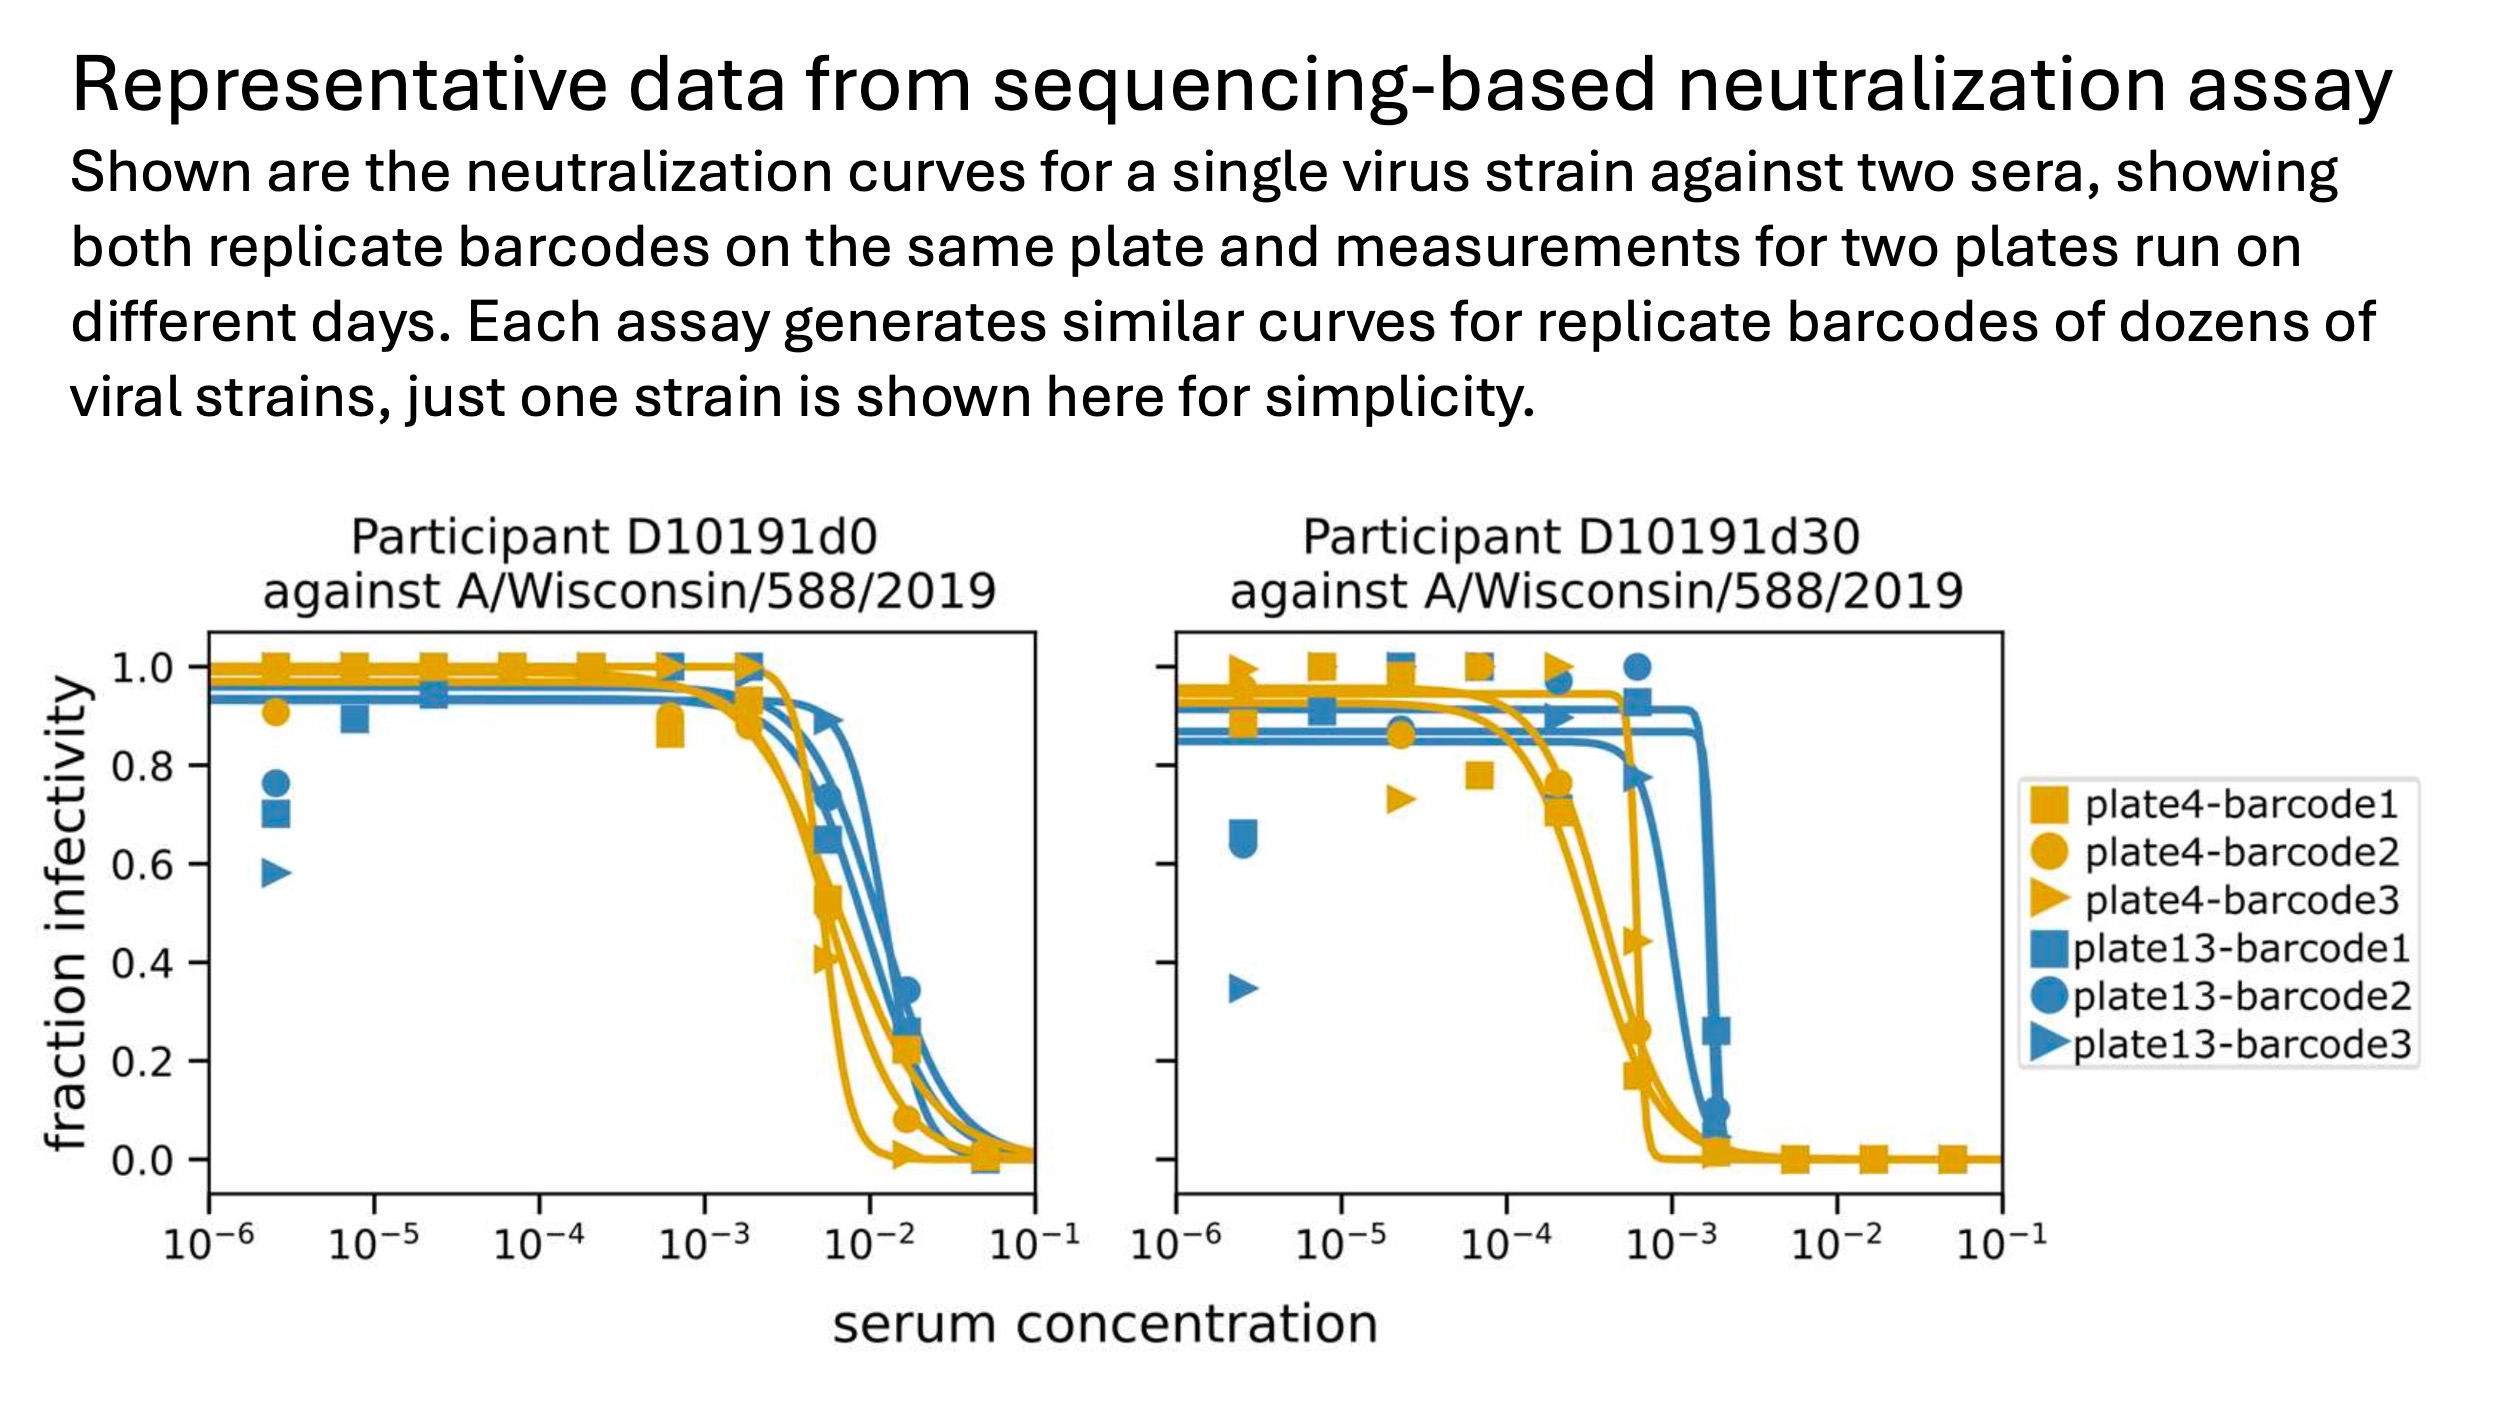 Representative data from sequencing-based neutralization assay
Shown are the neutralization curves for a single virus strain against two sera, showing
both replicate barcodes on the same plate and measurements for two plates run on
different days. Each assay generates similar curves for replicate barcodes of dozens of
viral strains, just one strain is shown here for simplicity.
Participant D10191d0
against A/Wisconsin/588/2019
Participant D10191d30
against A/Wisconsin/588/2019
fraction infectivity
1.0
0.8
0.6
0.4
0.2
0.0
10⁻⁶ 10⁻⁵ 10⁻⁴ 10⁻³ 10⁻² 10⁻¹
10⁻⁶ 10⁻⁵ 10⁻⁴ 10⁻³ 10⁻² 10⁻¹
serum concentration
plate4-barcode1
plate4-barcode2
plate4-barcode3
plate13-barcode1
plate13-barcode2
plate13-barcode3